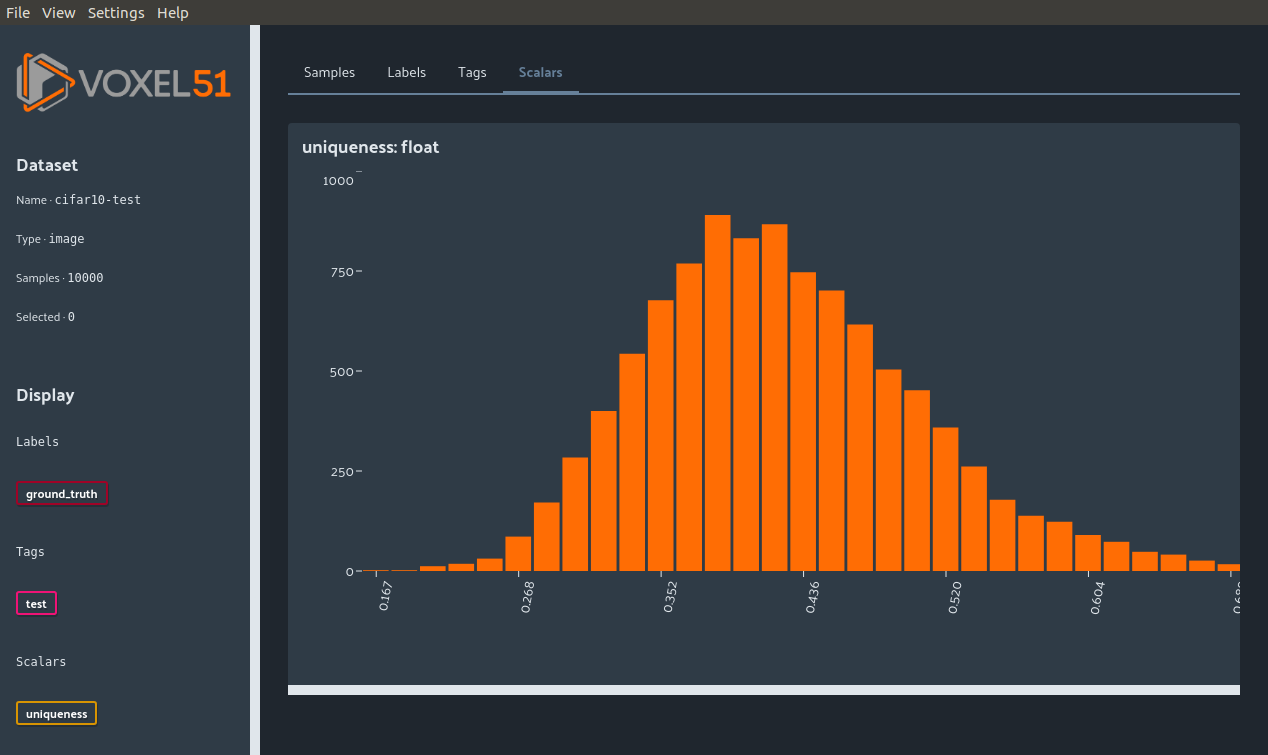 File View Settings Help
VOXEL51
Dataset
Name · cifar10-test
Type · image
Samples · 10000
Selected · 0
Display
Labels
ground_truth
Tags
test
Scalars
uniqueness
Samples Labels Tags Scalars
uniqueness: float
1000
750
500
250
0
0.167 0.268 0.352 0.436 0.520 0.604